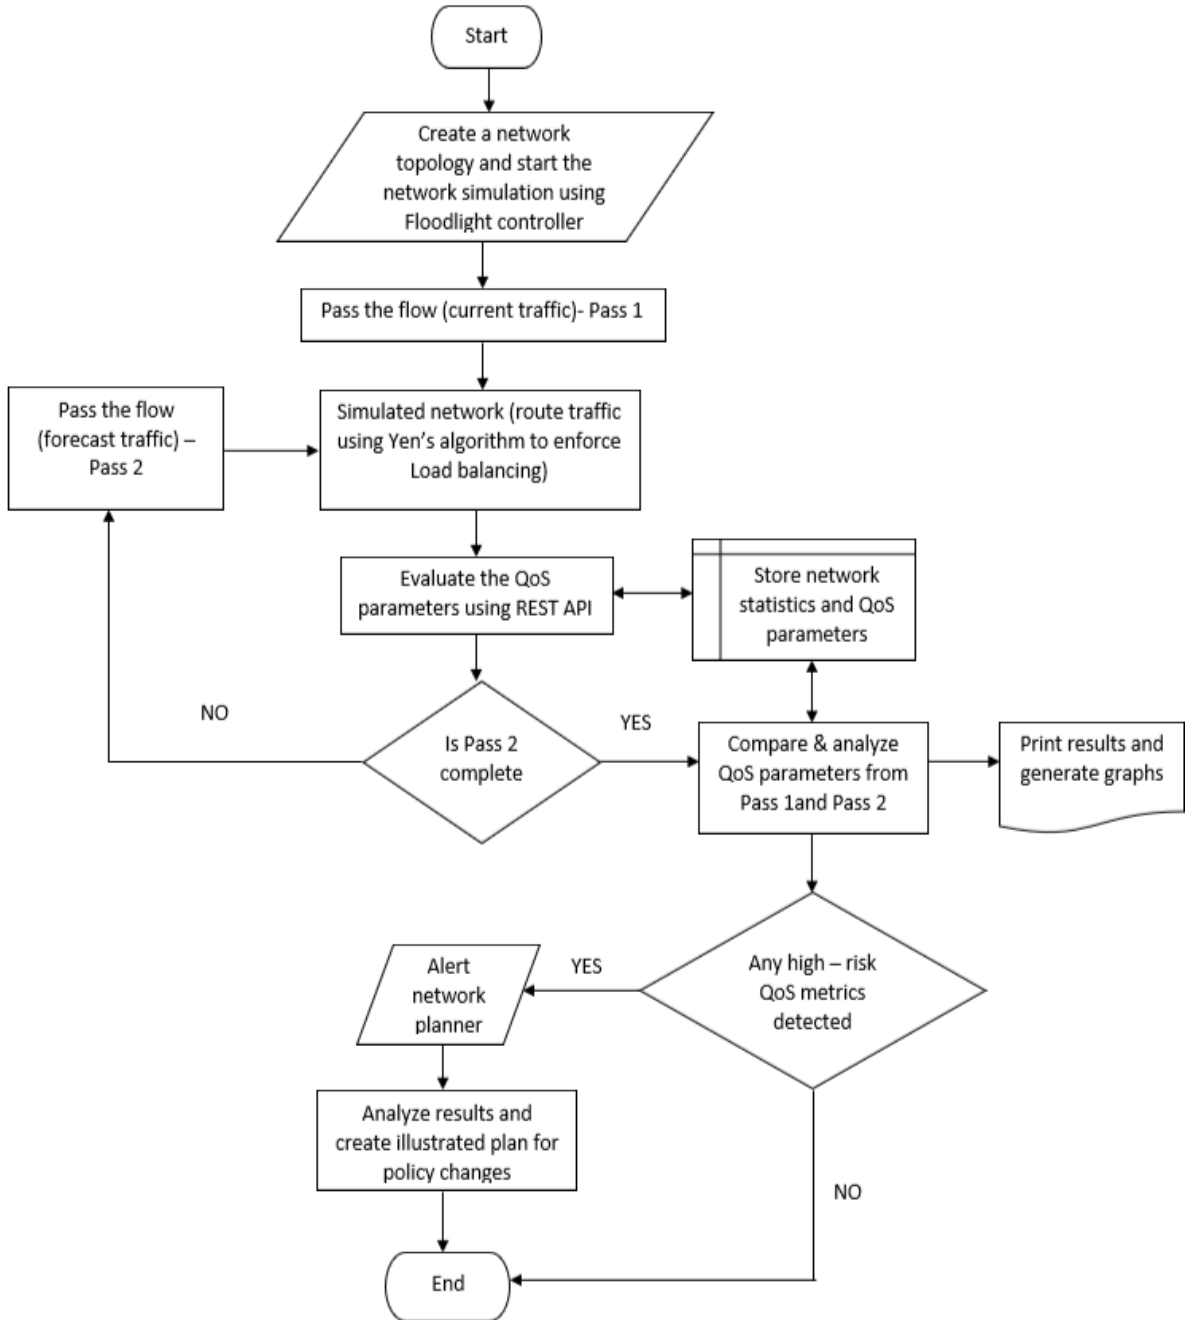 Start
Create a network
topology and start the
network simulation using
Floodlight controller
Pass the flow (current traffic)- Pass 1
Pass the flow
(forecast traffic) –
Pass 2
Simulated network (route traffic
using Yen's algorithm to enforce
Load balancing)
Evaluate the QoS
parameters using REST API
Store network
statistics and QoS
parameters
NO
Is Pass 2
complete
YES
Compare & analyze
QoS parameters from
Pass 1and Pass 2
Print results and
generate graphs
Any high – risk
QoS metrics
detected
YES
Alert
network
planner
Analyze results and
create illustrated plan for
policy changes
NO
End